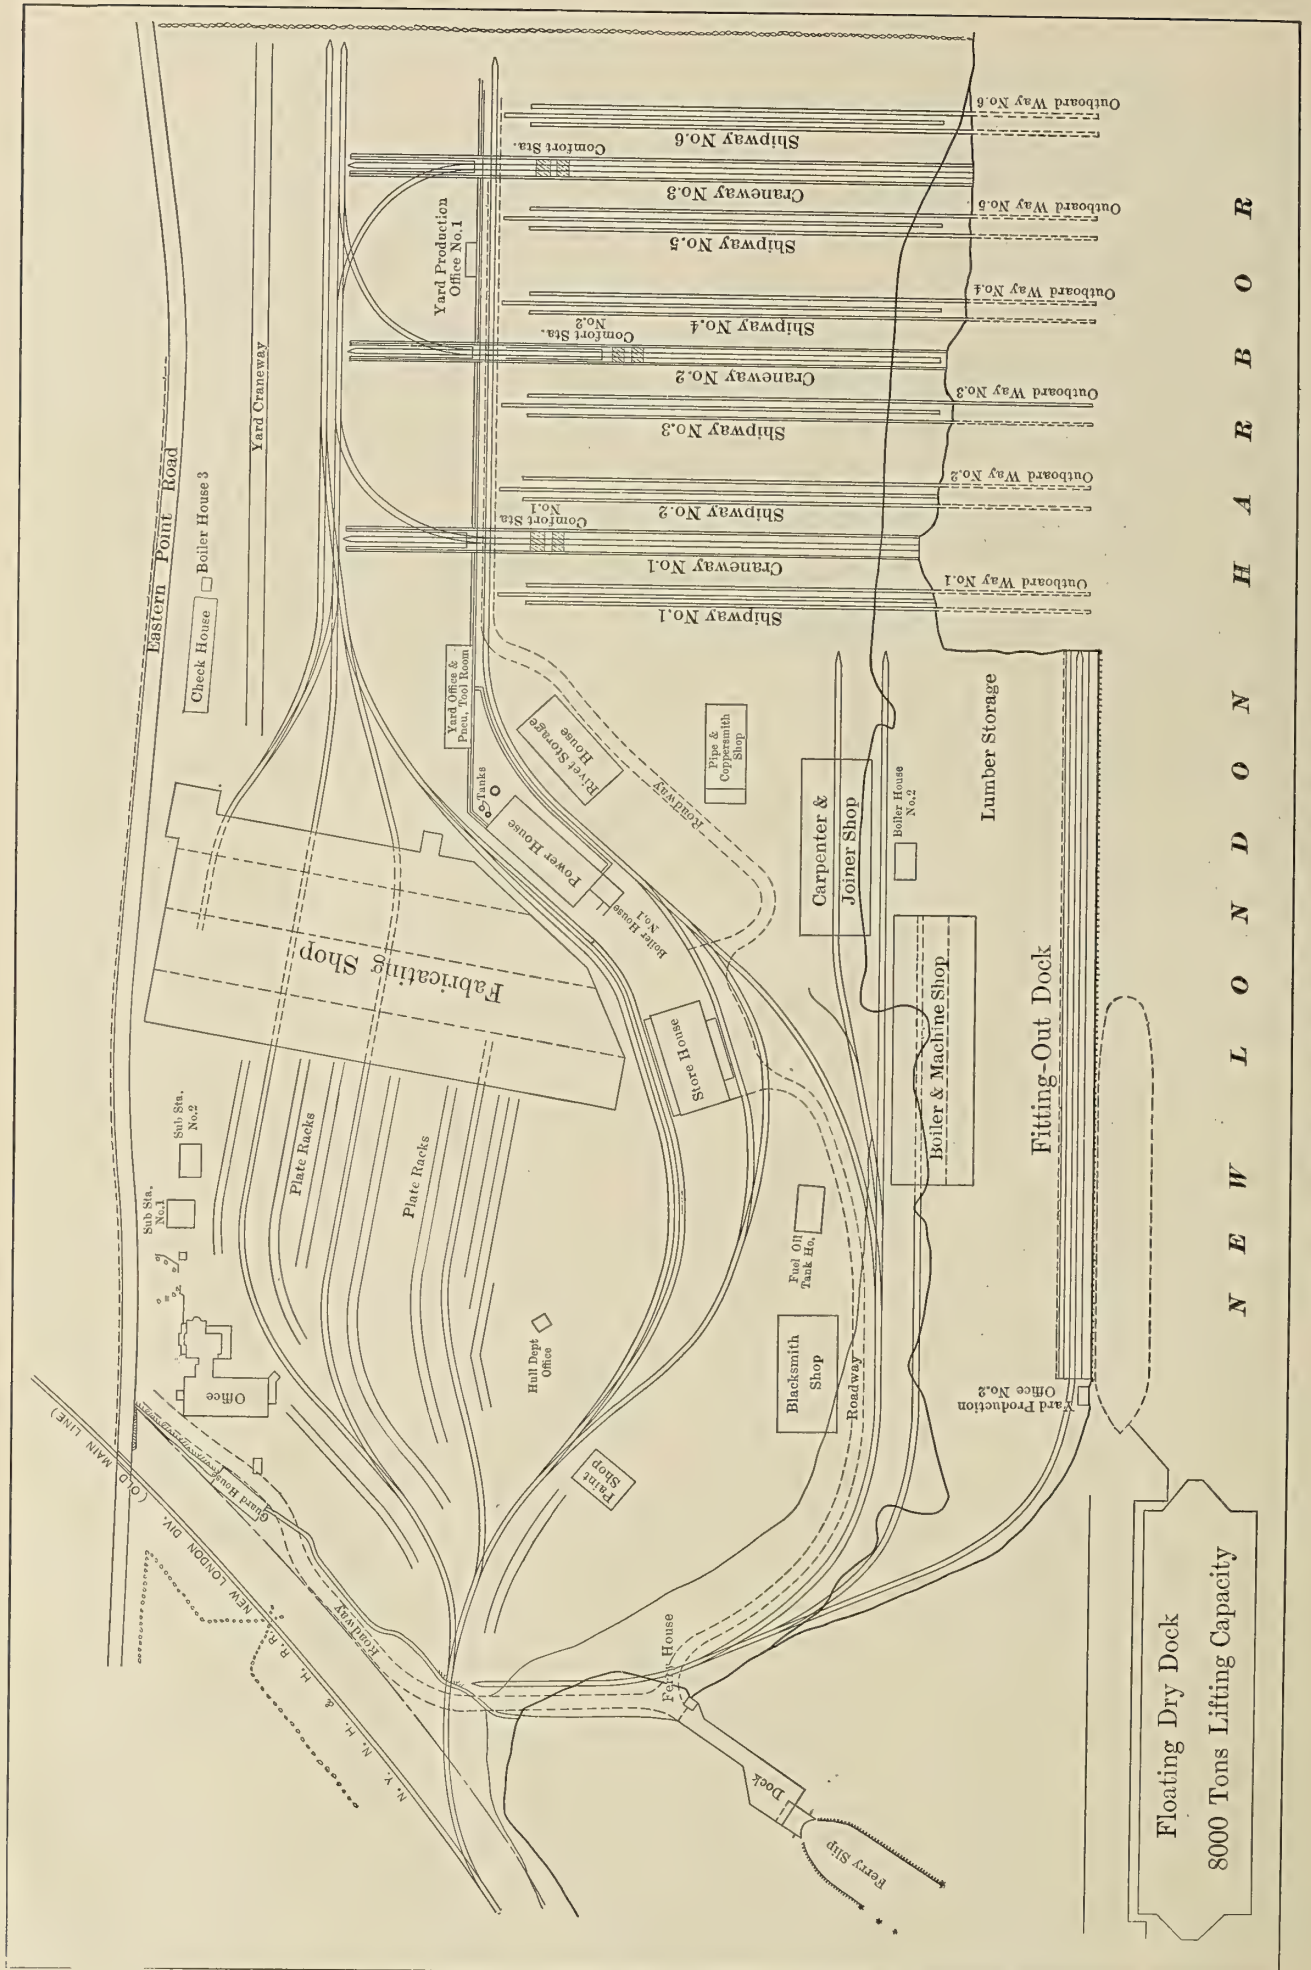 Outboard Way No.6
Shipway No.6
Comfort Sta.
Craneway No.3
Outboard Way No.5
Shipway No.5
Yard Production
Office No.1
Outboard Way No.4
Shipway No.4
Comfort Sta.
No.2
Craneway No.2
Outboard Way No.3
Shipway No.3
Outboard Way No.2
Shipway No.2
Comfort Sta.
No.1
Craneway No.1
Outboard Way No.1
Shipway No.1
Yard Craneway
Eastern Point Road
Boiler House 3
Check House
Yard Office &
Pneu. Tool Room
Rivet Storage
House
Roadway
Pipe &
Coppersmith
Shop
Tanks
Power House
Boiler House
No.1
Carpenter &
Joiner Shop
Boiler House
No.2
Lumber Storage
Fabricating Shop
Store House
Boiler & Machine Shop
Fitting-Out Dock
NEW LONDON HARBOR
Sub Sta.
No.2
Sub Sta.
No.1
Plate Racks
Plate Racks
Fuel Oil
Tank Ho.
Hull Dept
Office
Blacksmith
Shop
Roadway
Office
Yard Production
Office No.2
Paint
Shop
Guard House
Roadway
N. Y. N. H. & H. R.R. NEW LONDON DIV. (OLD MAIN LINE)
Ferry House
Dock
Ferry Slip
Floating Dry Dock
8000 Tons Lifting Capacity